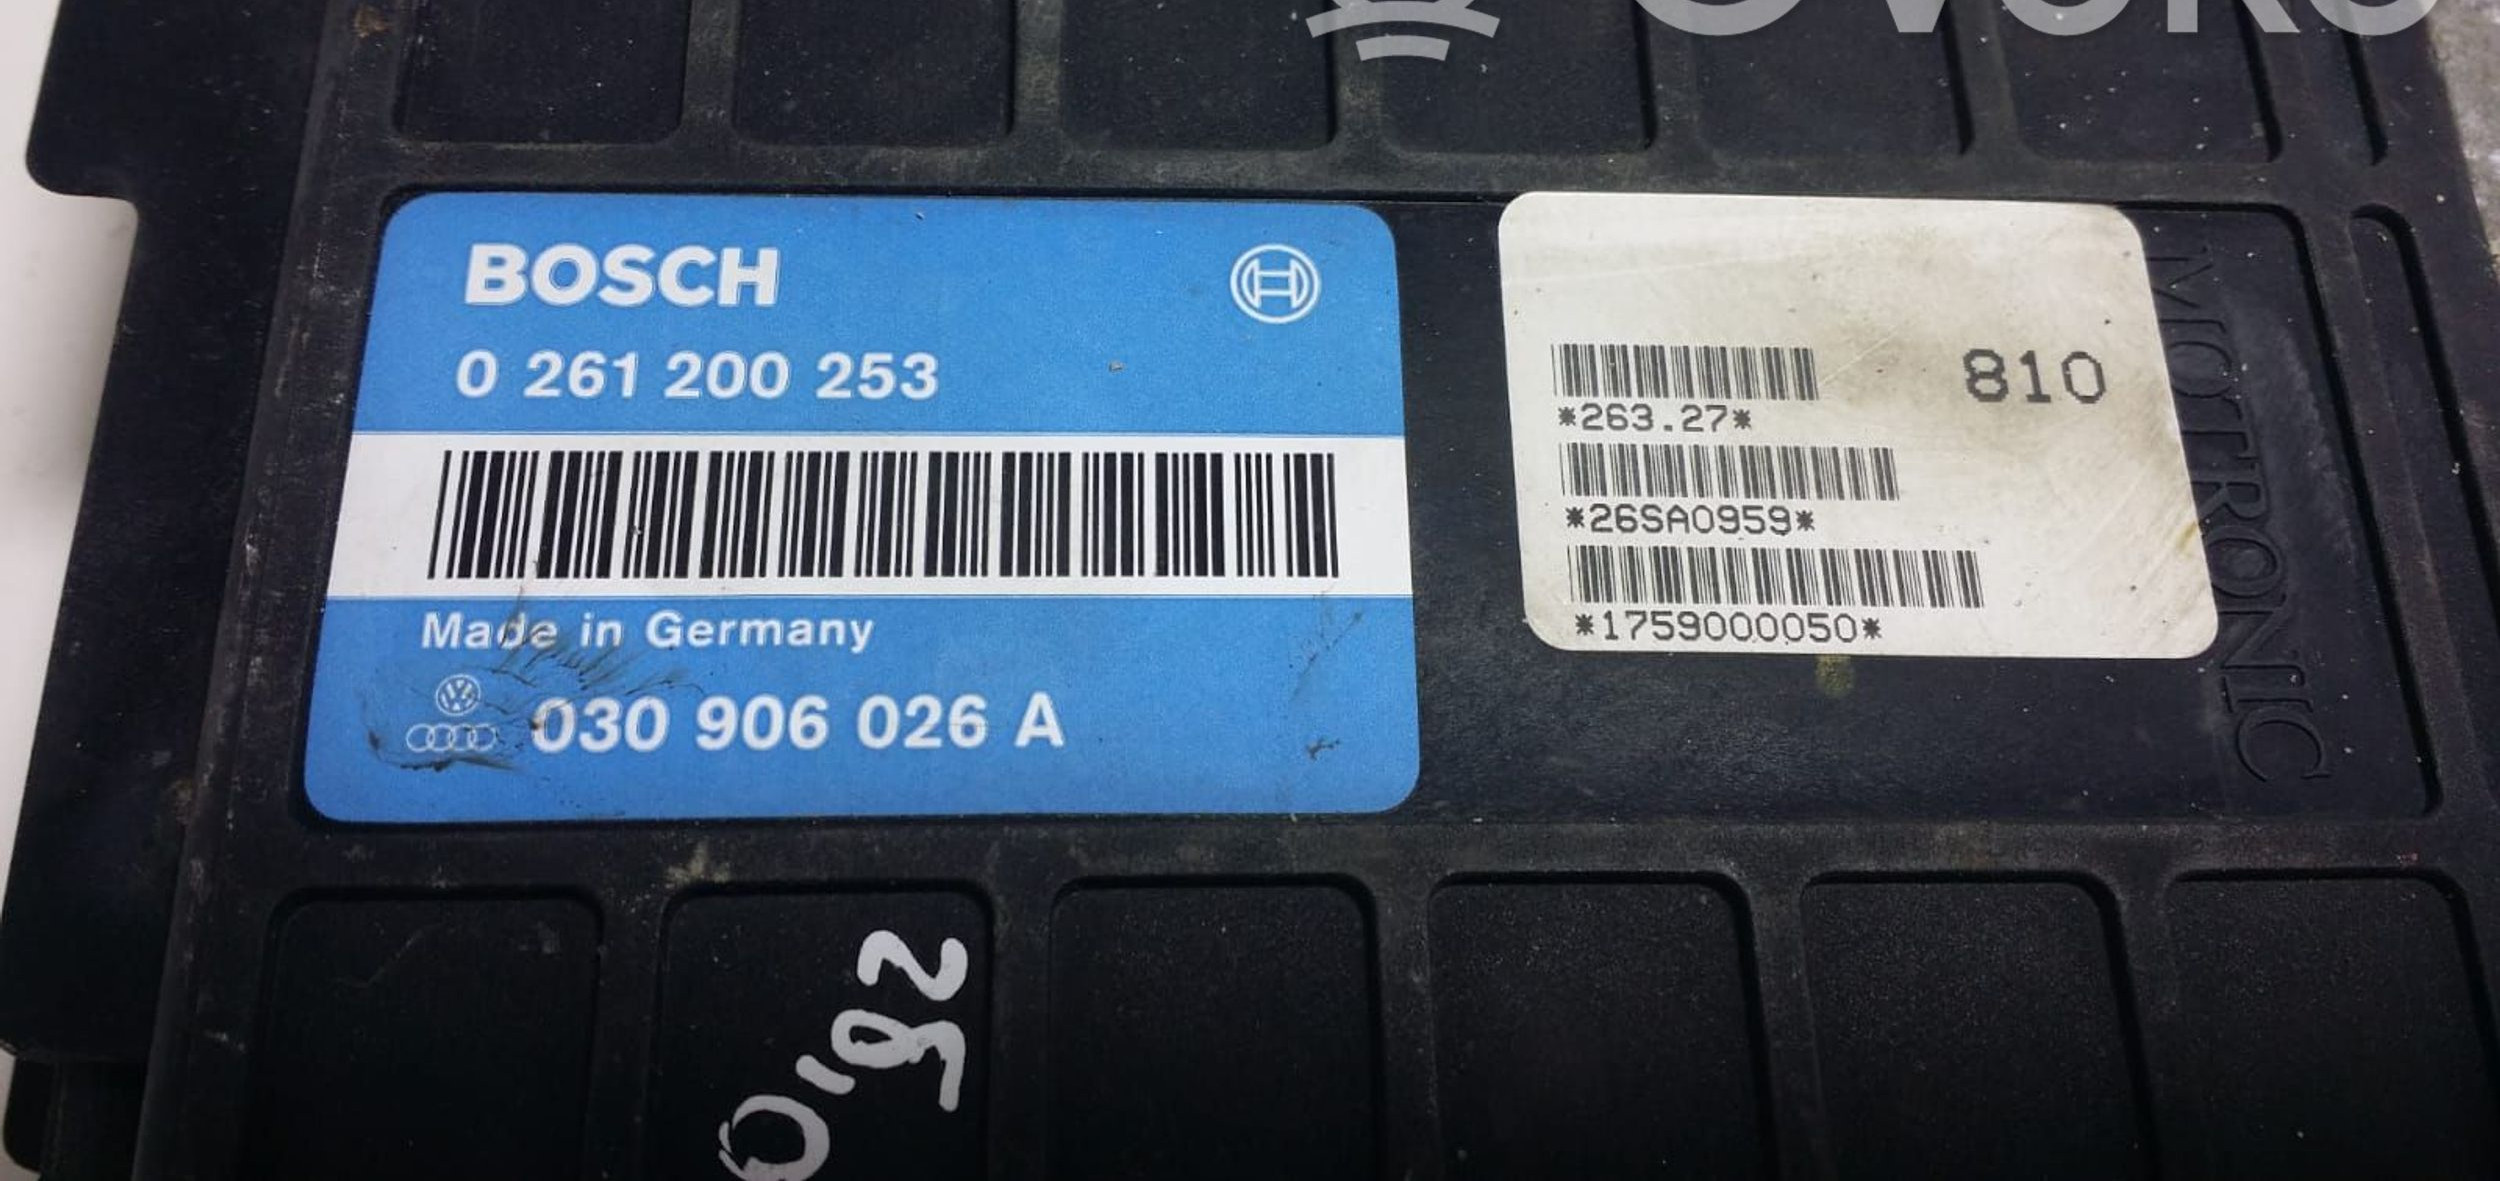 BOSCH
0 261 200 253
Made in Germany
030 906 026 A
810
*263.27*
*26SA0959*
*1759000050*
MOTRONIC